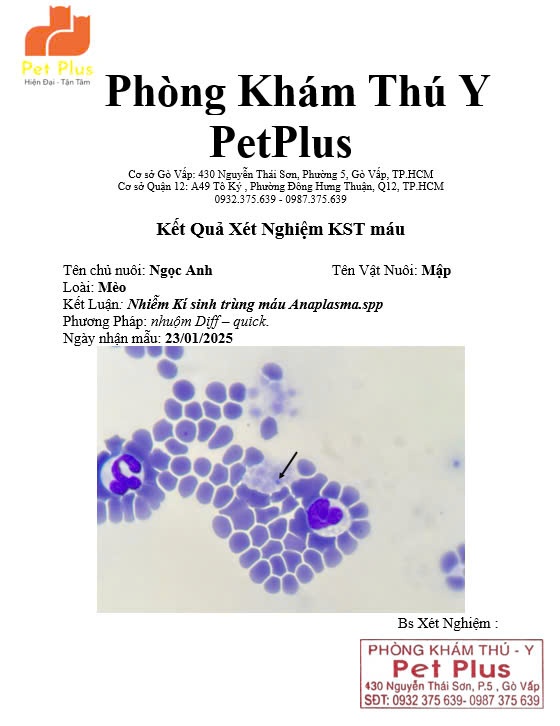 Pet Plus
Hiện Đại - Tận Tâm
Phòng Khám Thú Y
PetPlus
Cơ sở Gò Vấp: 430 Nguyễn Thái Sơn, Phường 5, Gò Vấp, TP.HCM
Cơ sở Quận 12: A49 Tô Ký , Phường Đông Hưng Thuận, Q12, TP.HCM
0932.375.639 - 0987.375.639
Kết Quả Xét Nghiệm KST máu
Tên chủ nuôi: Ngọc Anh Tên Vật Nuôi: Mập
Loài: Mèo
Kết Luận: Nhiễm Kí sinh trùng máu Anaplasma.spp
Phương Pháp: nhuộm Diff – quick.
Ngày nhận mẫu: 23/01/2025
Bs Xét Nghiệm :
PHÒNG KHÁM THÚ - Y
Pet Plus
430 Nguyễn Thái Sơn, P.5 , Gò Vấp
SĐT: 0932 375 639- 0987 375 639